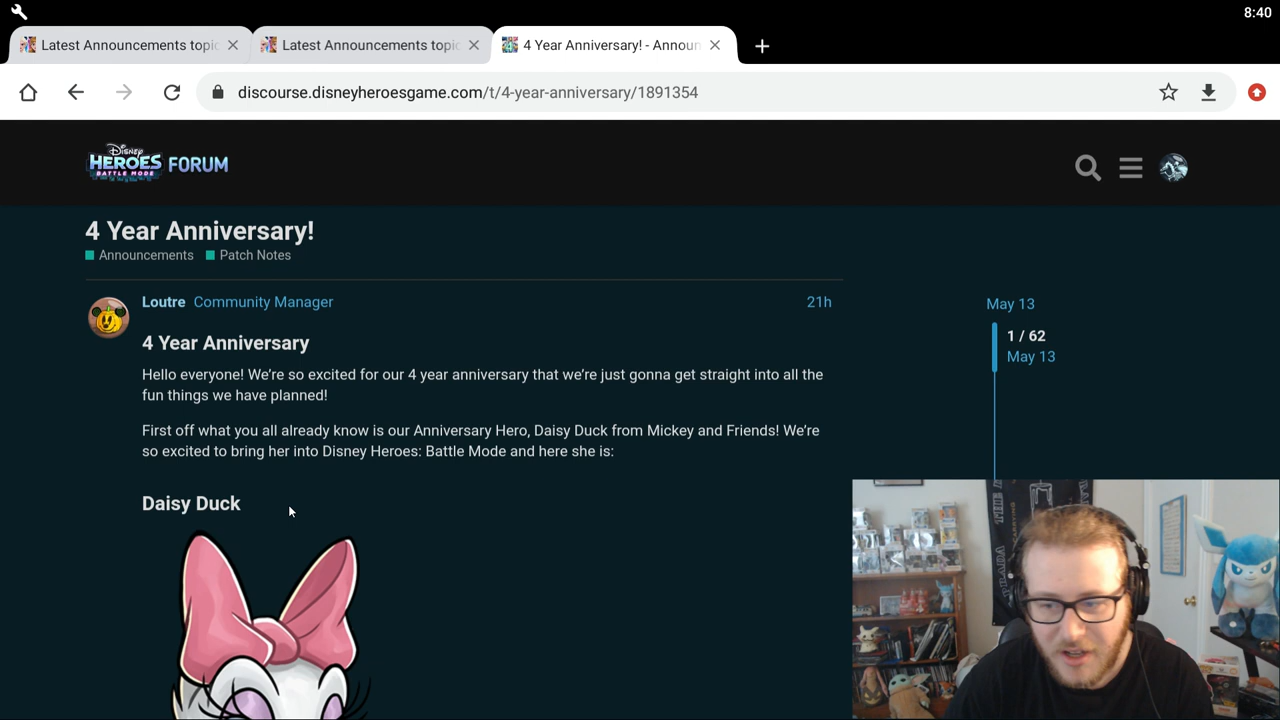 8:40
Latest Announcements topic
Latest Announcements topic
4 Year Anniversary! - Announ
discourse.disneyheroesgame.com/t/4-year-anniversary/1891354
Disney
HEROES FORUM
BATTLE MODE
4 Year Anniversary!
Announcements Patch Notes
Loutre Community Manager 21h
May 13
1 / 62
May 13
4 Year Anniversary
Hello everyone! We’re so excited for our 4 year anniversary that we’re just gonna get straight into all the
fun things we have planned!
First off what you all already know is our Anniversary Hero, Daisy Duck from Mickey and Friends! We’re
so excited to bring her into Disney Heroes: Battle Mode and here she is:
Daisy Duck